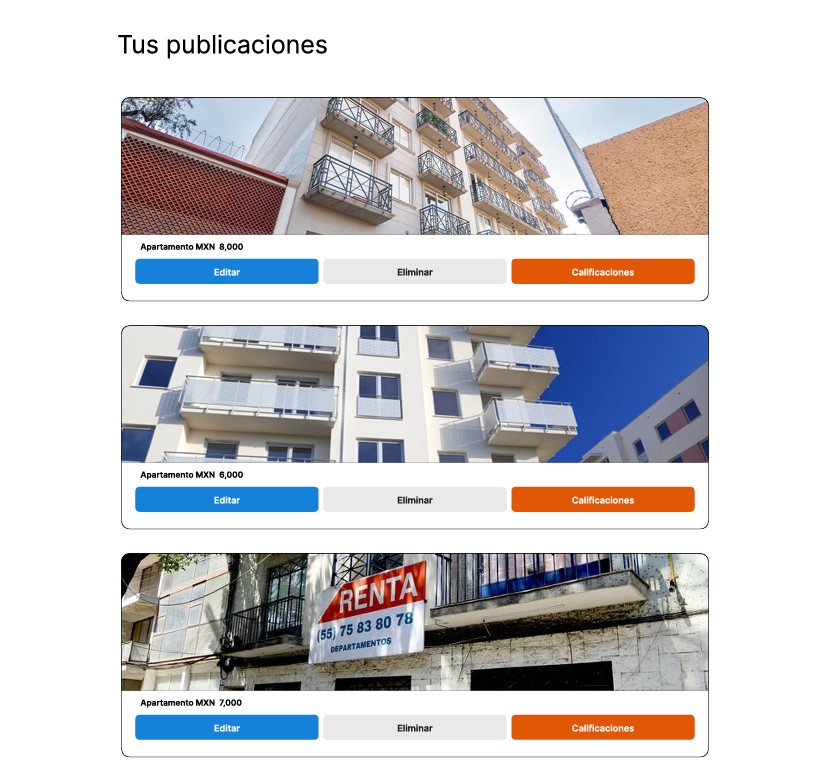 Tus publicaciones
Apartamento MXN 8,000
Editar
Eliminar
Calificaciones
Apartamento MXN 6,000
Editar
Eliminar
Calificaciones
RENTA
(55) 75 83 80 78
DEPARTAMENTOS
Apartamento MXN 7,000
Editar
Eliminar
Calificaciones